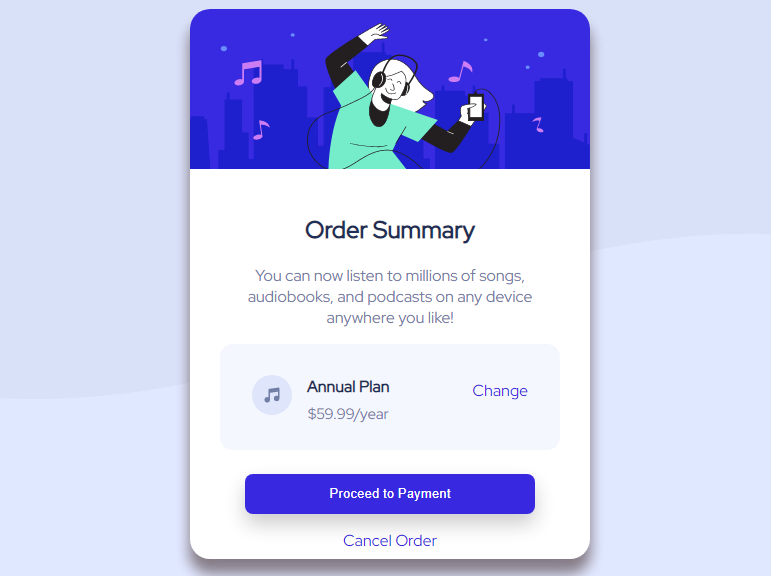 Order Summary
You can now listen to millions of songs,
audiobooks, and podcasts on any device
anywhere you like!
Annual Plan
Change
$59.99/year
Proceed to Payment
Cancel Order